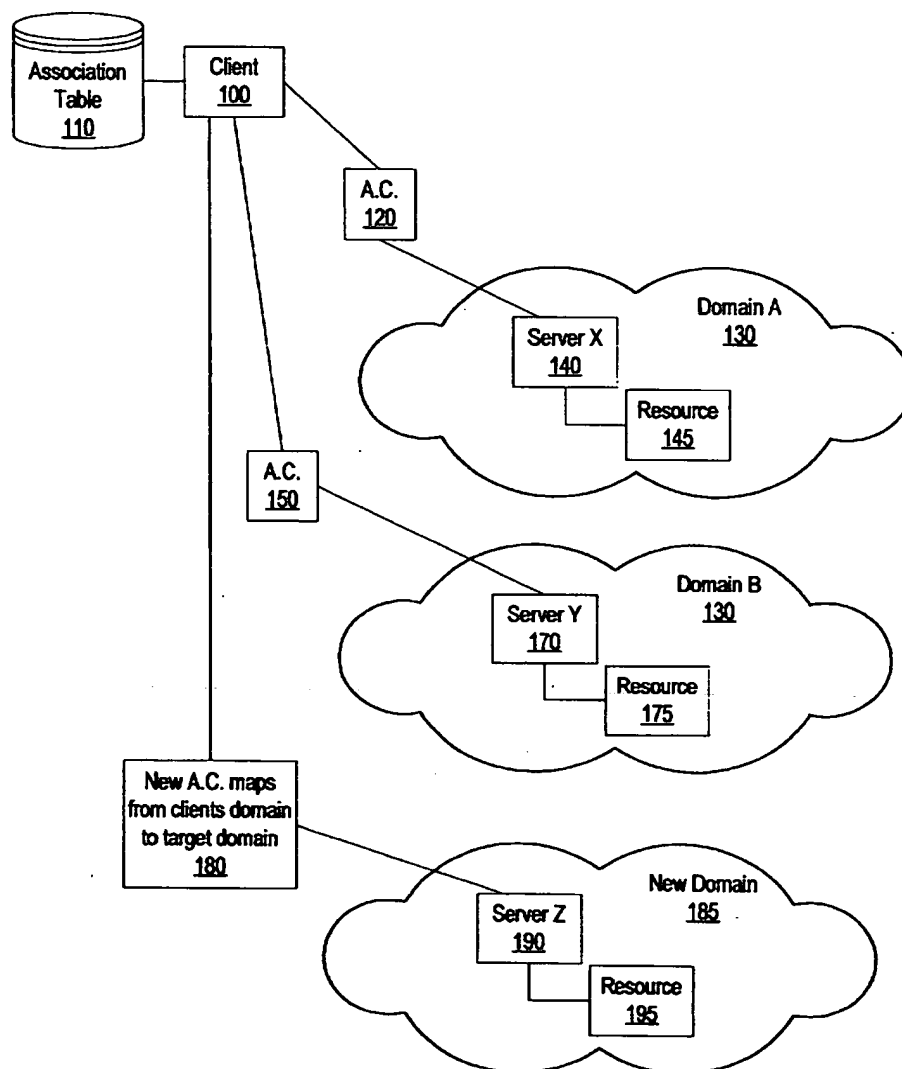 Association
Table
110
Client
100
A.C.
120
Domain A
130
Server X
140
Resource
145
A.C.
150
Domain B
130
Server Y
170
Resource
175
New A.C. maps
from clients domain
to target domain
180
New Domain
185
Server Z
190
Resource
195